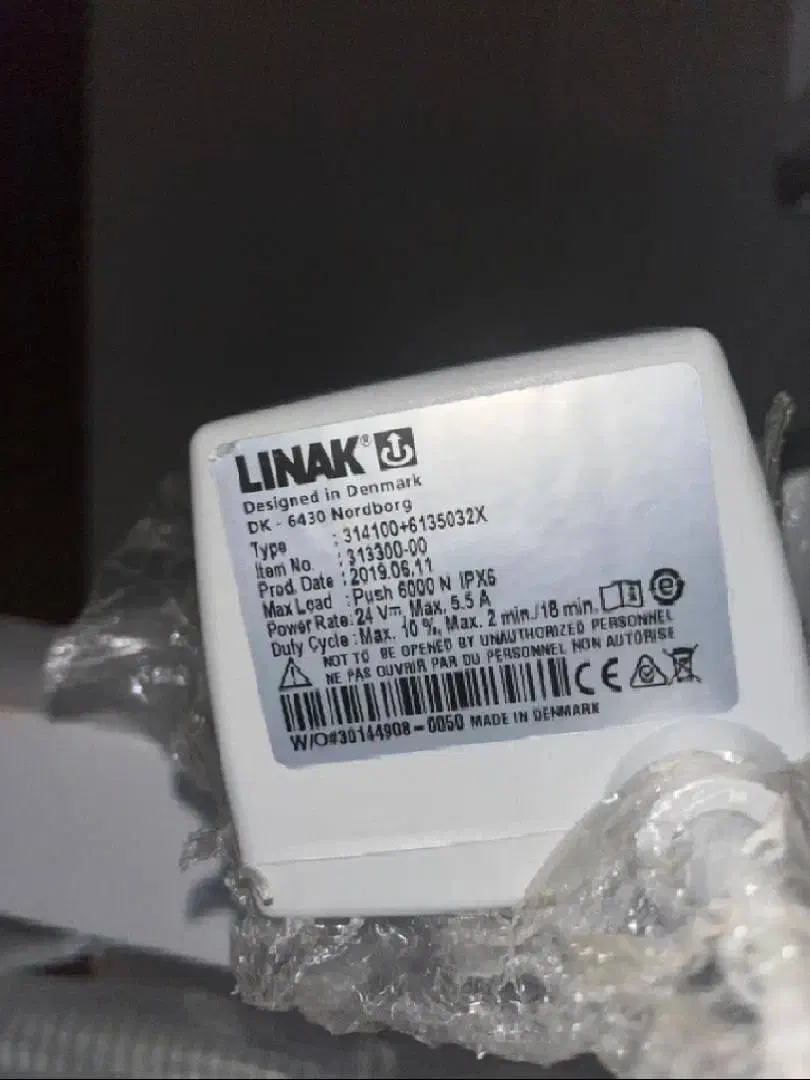 LINAK®
Designed in Denmark
DK - 6430 Nordborg
Type : 314100+6135032X
Item No. : 313300-00
Prod. Date : 2019.06.11
Max Load : Push 6000 N IPX6
Power Rate : 24 V⎓, Max. 5.5 A
Duty Cycle : Max. 10 %, Max. 2 min./18 min.
NOT TO BE OPENED BY UNAUTHORIZED PERSONNEL
NE PAS OUVRIR PAR DU PERSONNEL NON AUTORISE
CE
W/O#30144908-0050 MADE IN DENMARK